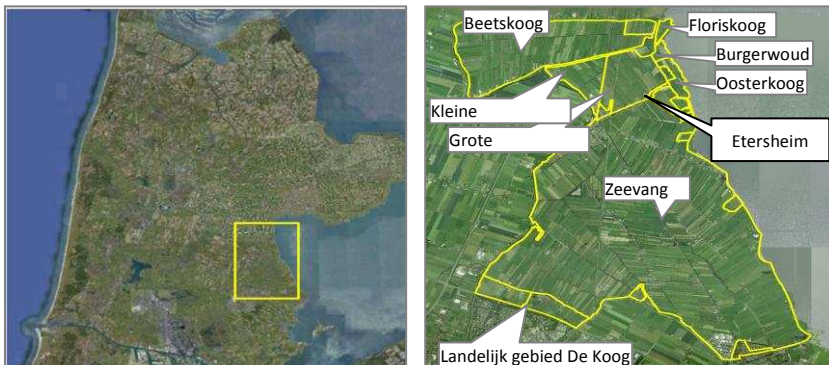 Beetskoog
Floriskoog
Burgerwoud
Oosterkoog
Kleine
Grote
Etersheim
Zeevang
Landelijk gebied De Koog